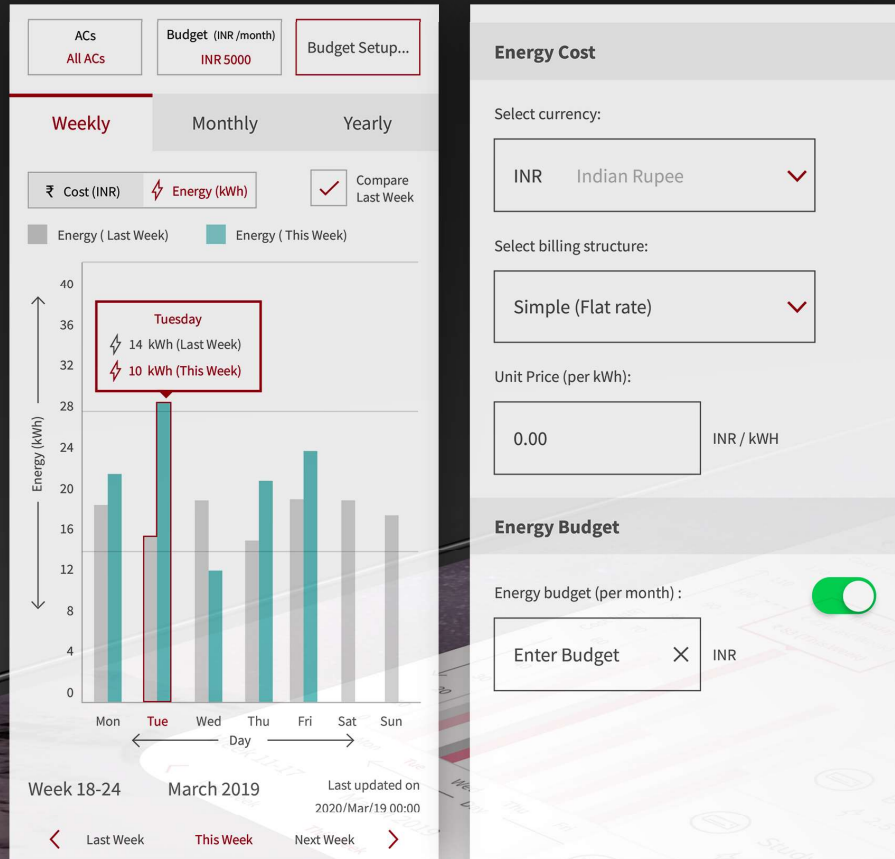 ACs
All ACs
Budget (INR /month)
INR 5000
Budget Setup...
Weekly
Monthly
Yearly
₹ Cost (INR)
Energy (kWh)
Compare
Last Week
Energy ( Last Week)
Energy ( This Week)
40
36
32
28
24
20
16
12
8
4
0
Energy (kWh)
Tuesday
14 kWh (Last Week)
10 kWh (This Week)
Mon Tue Wed Thu Fri Sat Sun
Day
Week 18-24
March 2019
Last updated on
2020/Mar/19 00:00
Last Week
This Week
Next Week
Energy Cost
Select currency:
INR Indian Rupee
Select billing structure:
Simple (Flat rate)
Unit Price (per kWh):
0.00
INR / kWH
Energy Budget
Energy budget (per month) :
Enter Budget
INR